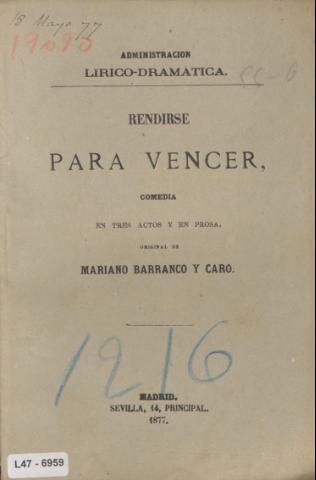 18 Mayo 77
19090
ADMINISTRACION
LIRICO-DRAMATICA.
RENDIRSE
PARA VENCER,
COMEDIA
EN TRES ACTOS Y EN PROSA,
ORIGINAL DE
MARIANO BARRANCO Y CARO.
1216
MADRID.
SEVILLA, 14, PRINCIPAL.
1877.
L47 - 6959